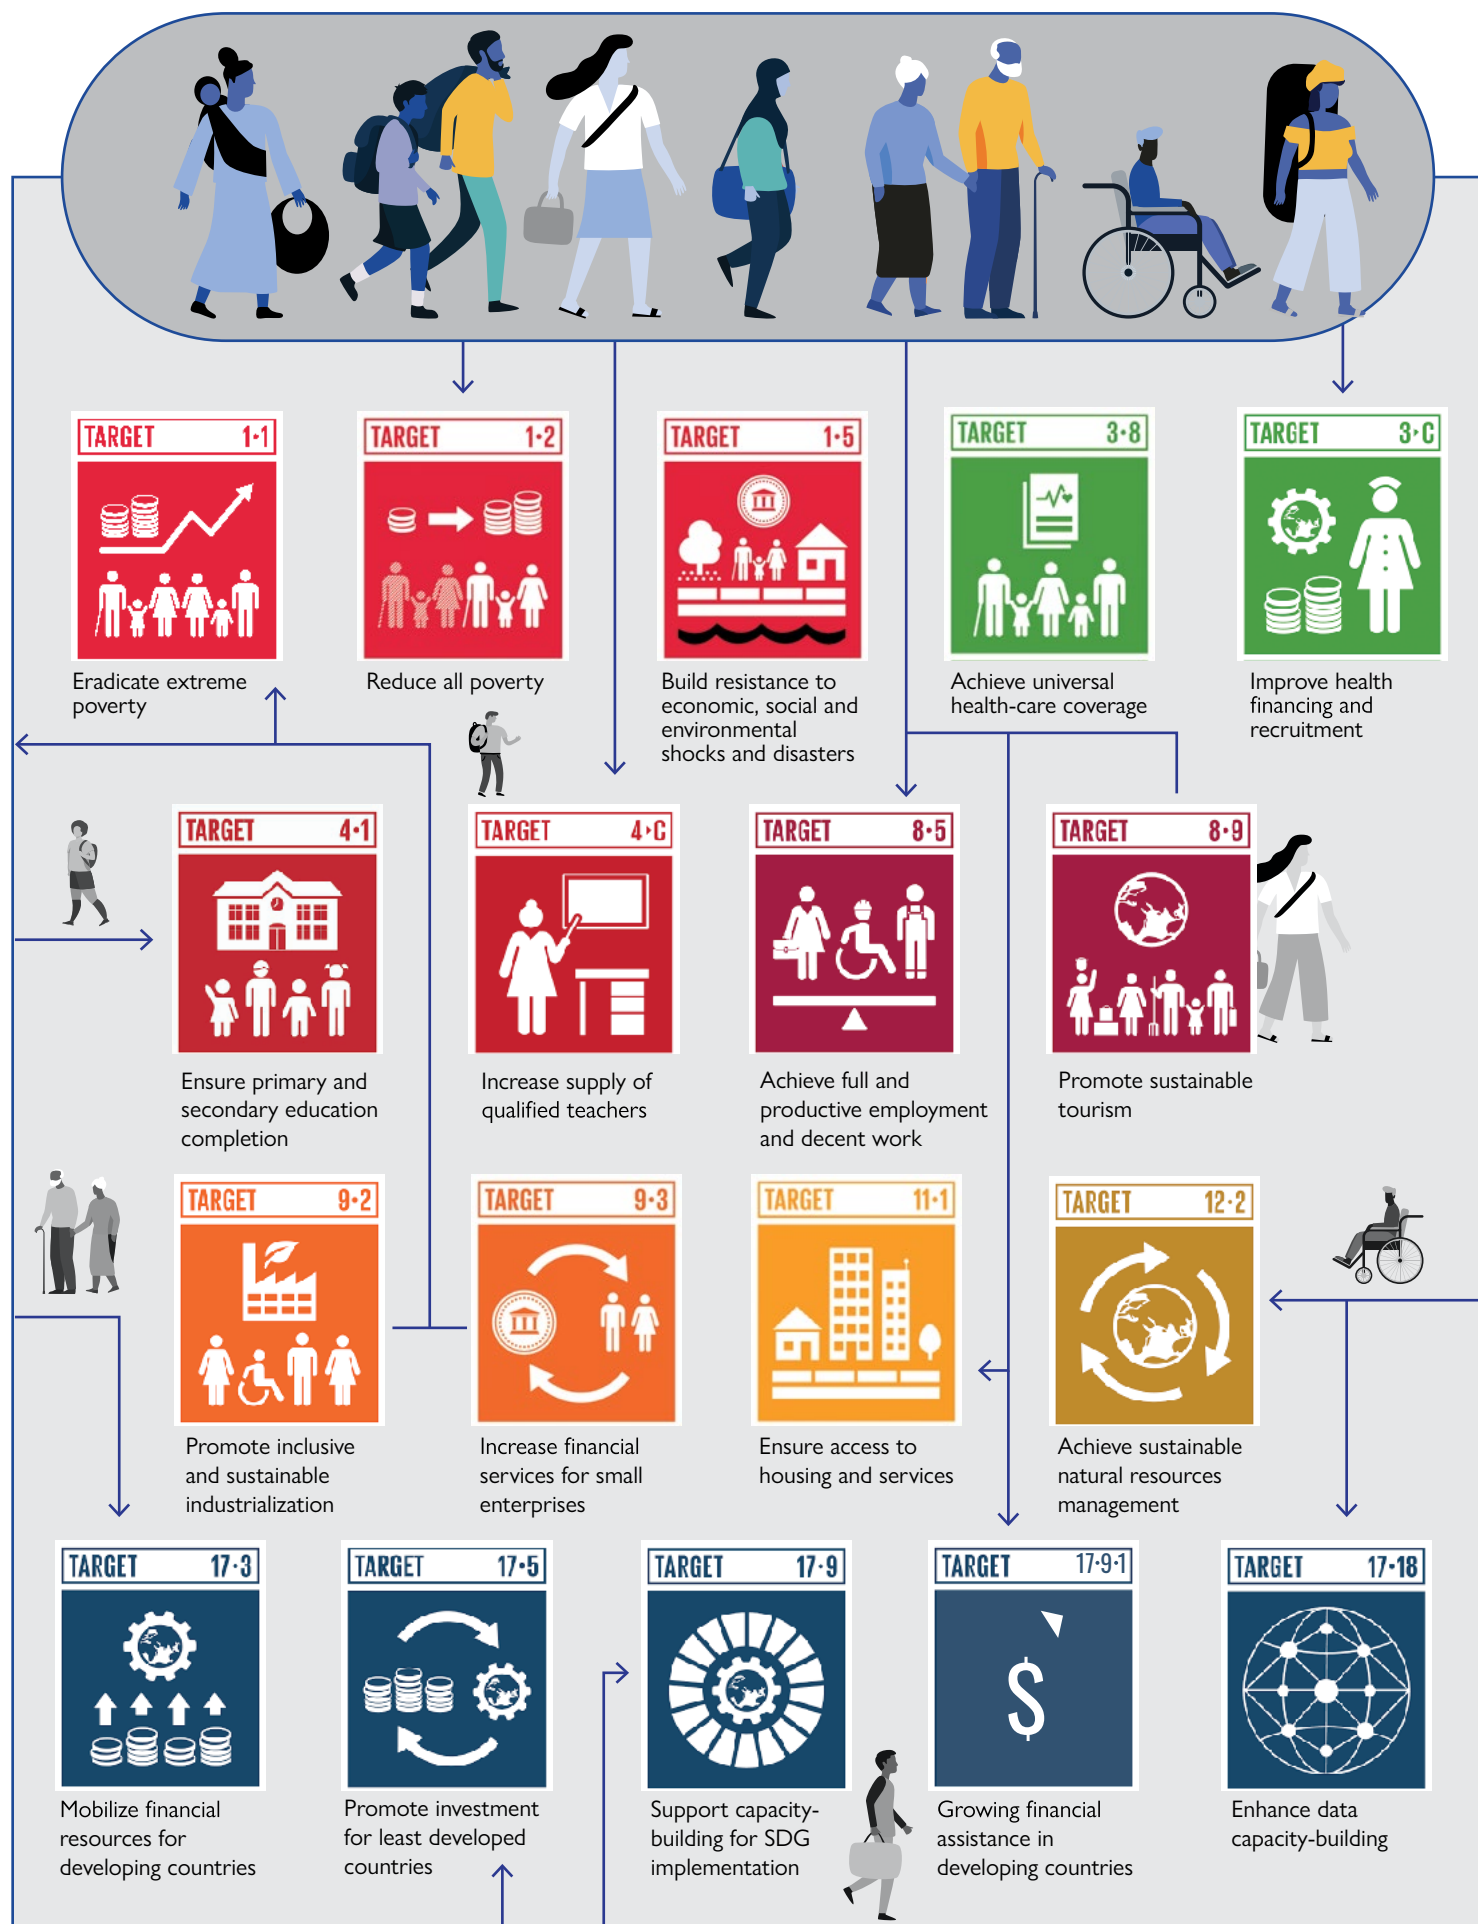 TARGET 1·1
TARGET 1·2
TARGET 1·5
TARGET 3·8
TARGET 3·C
Eradicate extreme
poverty
Reduce all poverty
Build resistance to
economic, social and
environmental
shocks and disasters
Achieve universal
health-care coverage
Improve health
financing and
recruitment
TARGET 4·1
TARGET 4·C
TARGET 8·5
TARGET 8·9
Ensure primary and
secondary education
completion
Increase supply of
qualified teachers
Achieve full and
productive employment
and decent work
Promote sustainable
tourism
TARGET 9·2
TARGET 9·3
TARGET 11·1
TARGET 12·2
Promote inclusive
and sustainable
industrialization
Increase financial
services for small
enterprises
Ensure access to
housing and services
Achieve sustainable
natural resources
management
TARGET 17·3
TARGET 17·5
TARGET 17·9
TARGET 17·9·1
TARGET 17·18
$
Mobilize financial
resources for
developing countries
Promote investment
for least developed
countries
Support capacity-
building for SDG
implementation
Growing financial
assistance in
developing countries
Enhance data
capacity-building